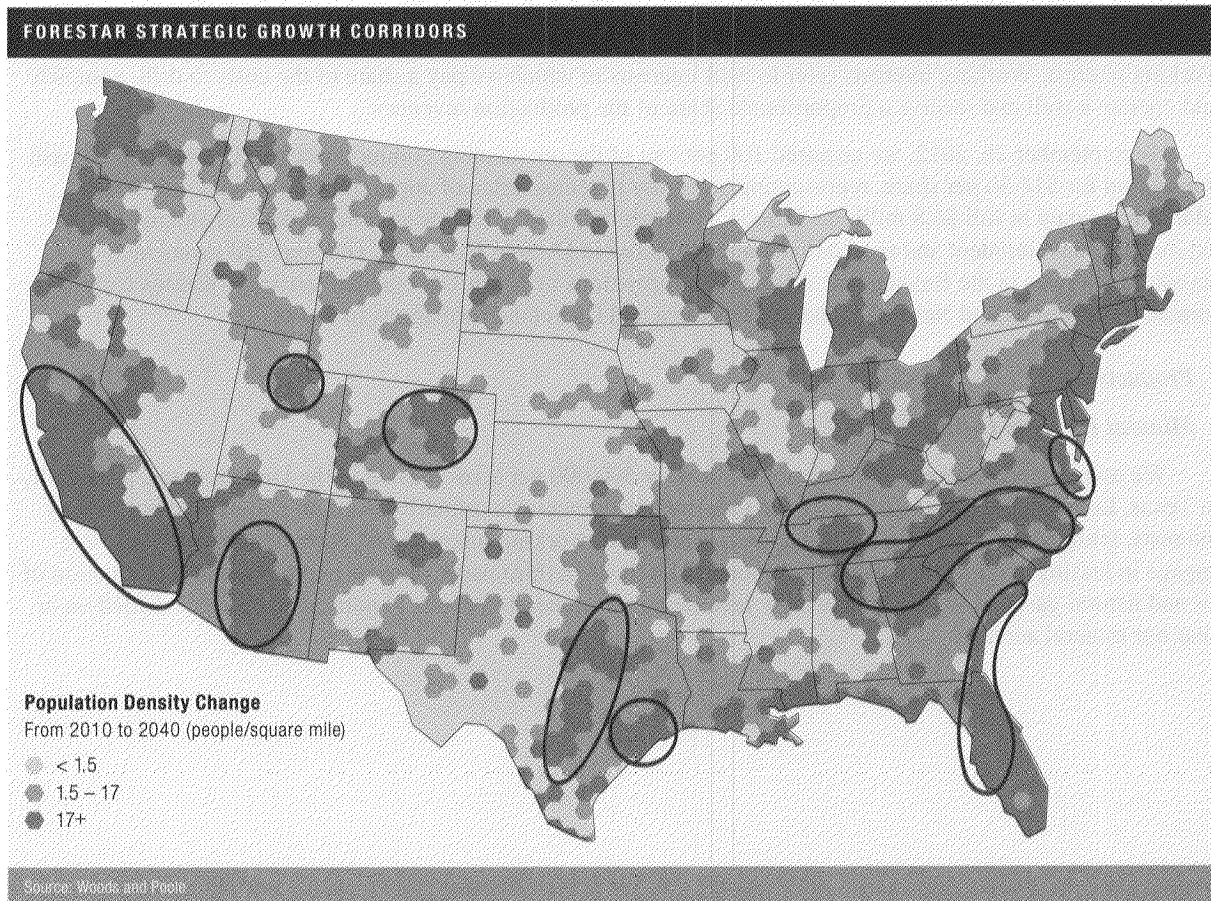 FORESTAR STRATEGIC GROWTH CORRIDORS
Population Density Change
From 2010 to 2040 (people/square mile)
< 1.5
1.5 – 17
17+
Source: Woods and Poole